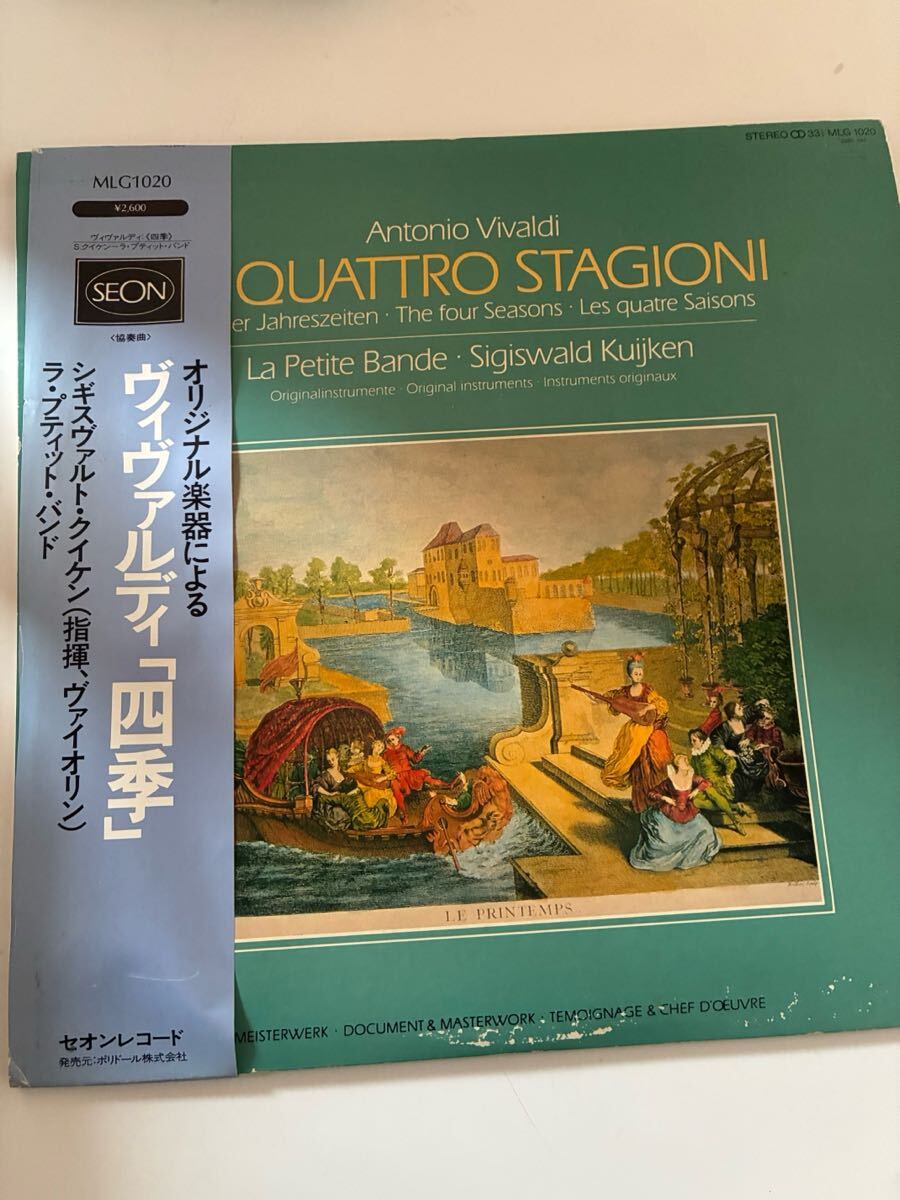 MLG1020
¥2,600
ヴィヴァルディ:《四季》
S.クイケン―ラ・プティット・バンド
SEON
〈協奏曲〉
オリジナル楽器による
ヴィヴァルディ「四季」
シギスヴァルト・クイケン(指揮、ヴァイオリン)
ラ・プティット・バンド
セオンレコード
発売元:ポリドール株式会社
STEREO CD 33⅓ MLG 1020
Antonio Vivaldi
QUATTRO STAGIONI
er Jahreszeiten · The four Seasons · Les quatre Saisons
La Petite Bande · Sigiswald Kuijken
Originalinstrumente · Original instruments · Instruments originaux
LE PRINTEMPS
MEISTERWERK · DOCUMENT & MASTERWORK · TEMOIGNAGE & CHEF D'ŒUVRE